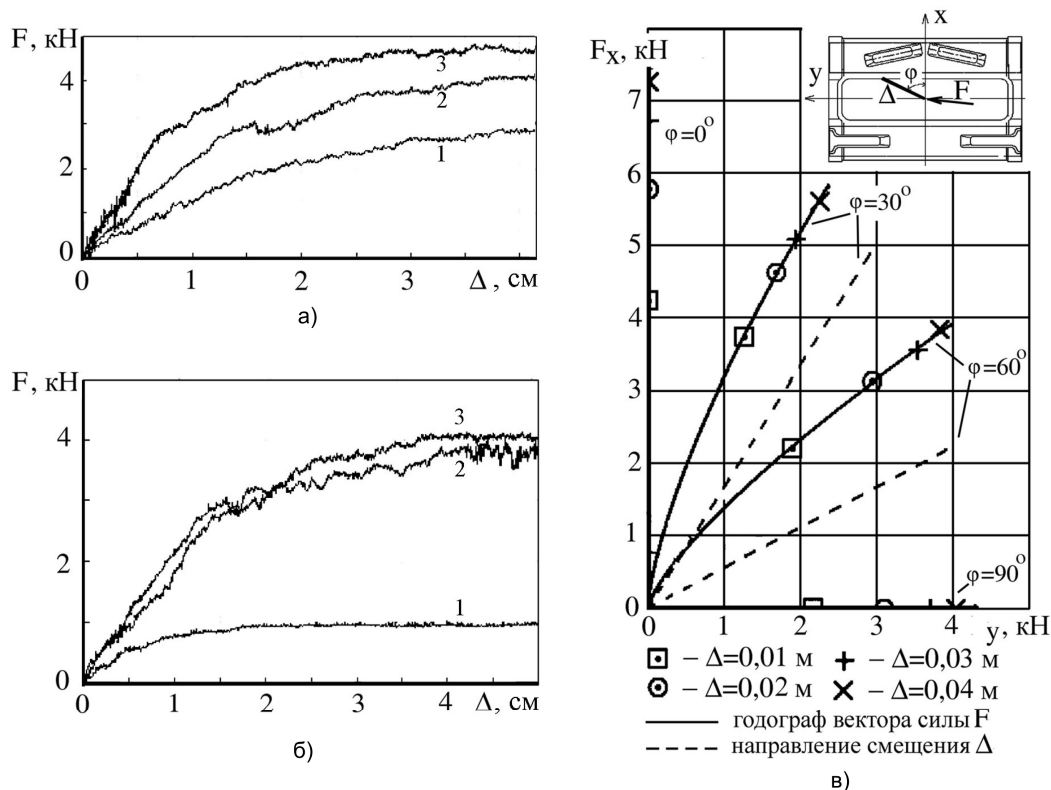 F, кН
4
2
0
3
2
1
1
2
3
Δ, см
а)
F, кН
4
2
0
3
2
1
1
2
3
4
Δ, см
б)
x
y
φ
Δ
F
Fx, кН
7
6
5
4
3
2
1
0
φ=0°
φ=30°
φ=60°
φ=90°
0
1
2
3
4
y, кН
– Δ=0,01 м
– Δ=0,03 м
– Δ=0,02 м
– Δ=0,04 м
годограф вектора силы F
направление смещения Δ
в)